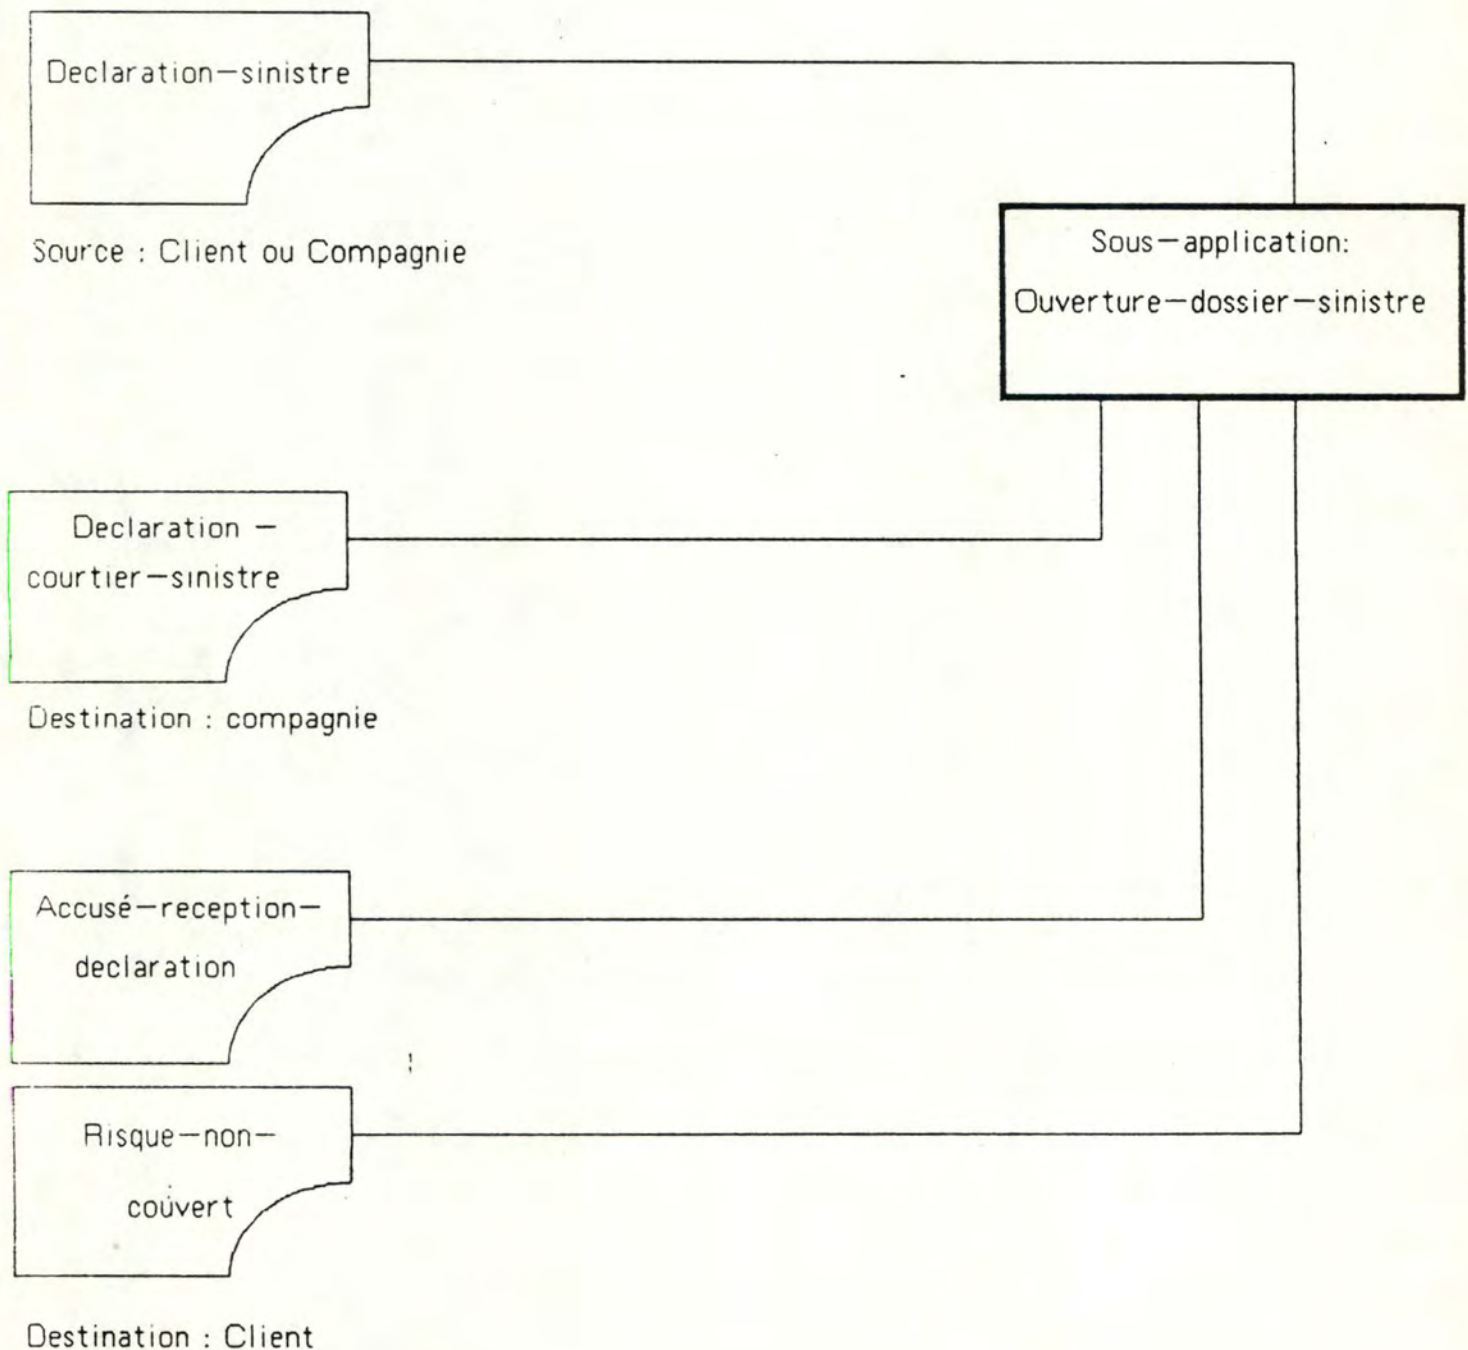 Declaration—sinistre
Source : Client ou Compagnie
Sous—application:
Ouverture—dossier—sinistre
Declaration —
courtier—sinistre
Destination : compagnie
Accusé—reception—
declaration
Risque—non—
couvert
Destination : Client